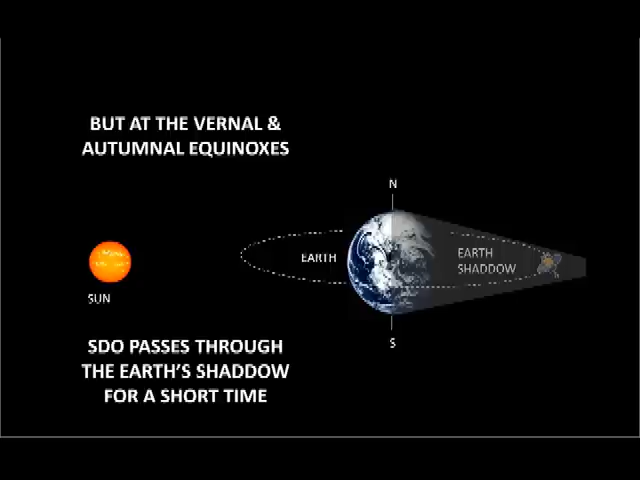 BUT AT THE VERNAL &
AUTUMNAL EQUINOXES
N
EARTH
EARTH
SHADDOW
SUN
S
SDO PASSES THROUGH
THE EARTH'S SHADDOW
FOR A SHORT TIME